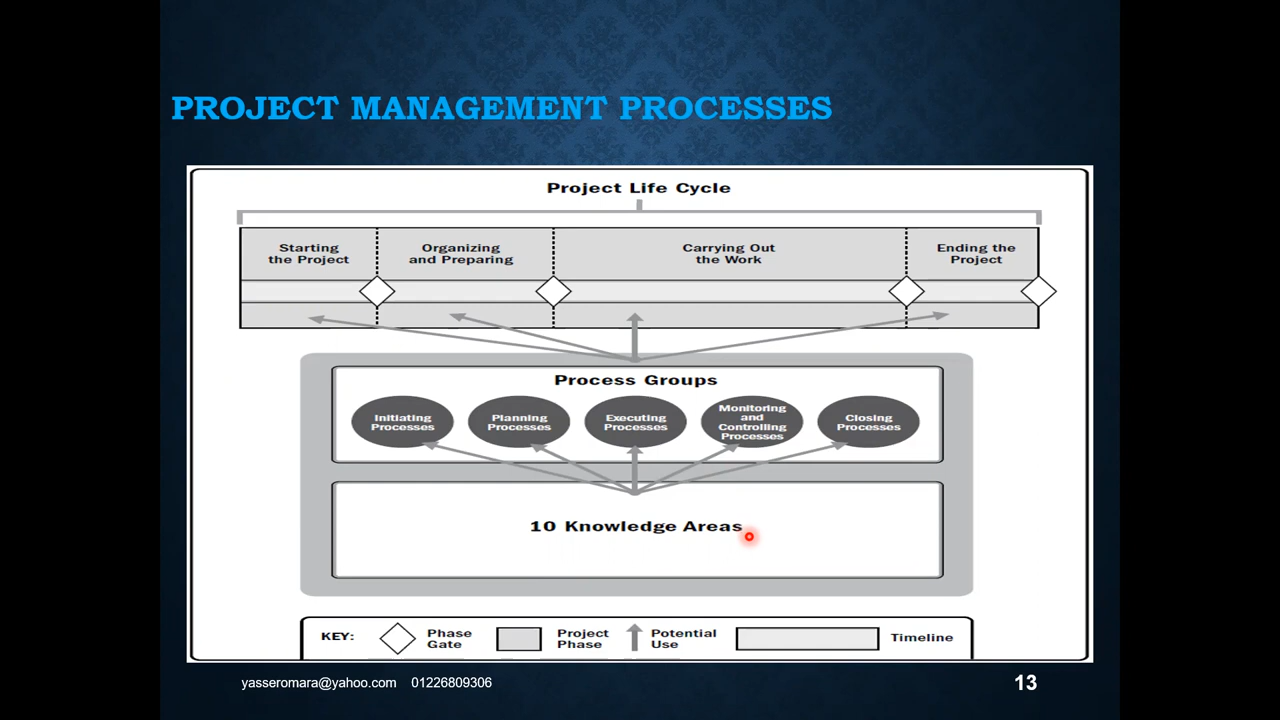 PROJECT MANAGEMENT PROCESSES
Project Life Cycle
Starting
the Project
Organizing
and Preparing
Carrying Out
the Work
Ending the
Project
Process Groups
Initiating
Processes
Planning
Processes
Executing
Processes
Monitoring
and
Controlling
Processes
Closing
Processes
10 Knowledge Areas
KEY:
Phase
Gate
Project
Phase
Potential
Use
Timeline
yasseromara@yahoo.com 01226809306
13